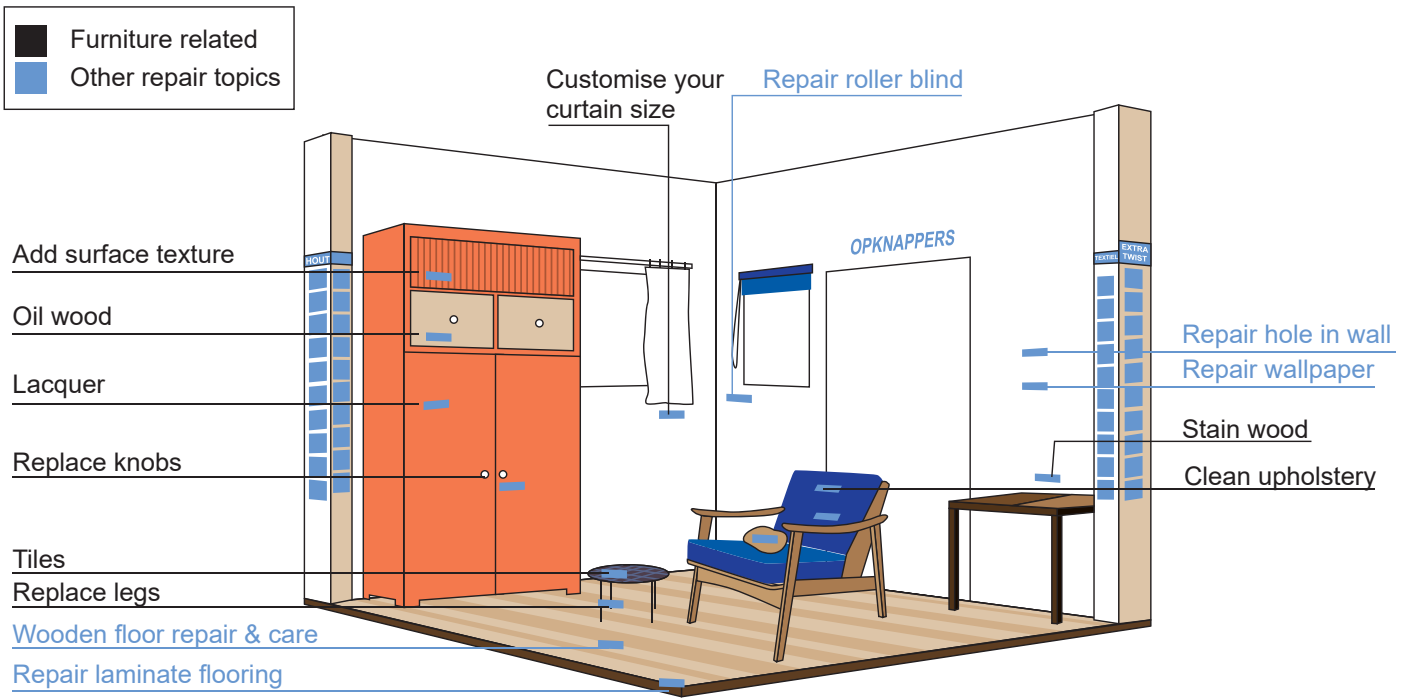 Furniture related
Other repair topics
Customise your
curtain size
Repair roller blind
OPKNAPPERS
Add surface texture
HOUT
TEXTIEL
EXTRA
TWIST
Oil wood
Repair hole in wall
Lacquer
Repair wallpaper
Stain wood
Replace knobs
Clean upholstery
Tiles
Replace legs
Wooden floor repair & care
Repair laminate flooring